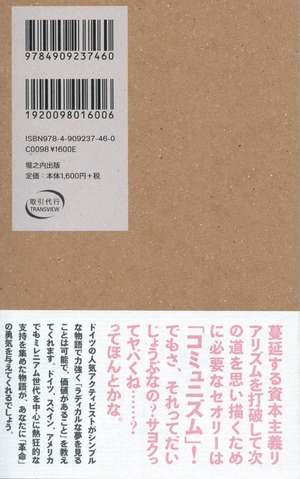 9784909237460
1920098016006
ISBN978-4-909237-46-0
C0098 ¥1600E
堀之内出版
定価：本体1,600円＋税
取引代行
TRANSVIEW
蔓延する資本主義リ
アリズムを打破して次
の道を思い描くため
に必要なセオリーは
「コミュニズム」！
でもさ、それってだい
じょうぶなの？サヨクっ
てヤバくね……？
ってほんとかな。
ドイツの人気アクティビストがシンプル
な物語で力強く「ラディカルな夢を見る
ことは可能で、価値があること」を教え
てくれます。ドイツ、スペイン、アメリカ
でもミレニアム世代を中心に熱狂的な
支持を集めた物語が、あなたに「革命」
の勇気を与えてくれるでしょう。